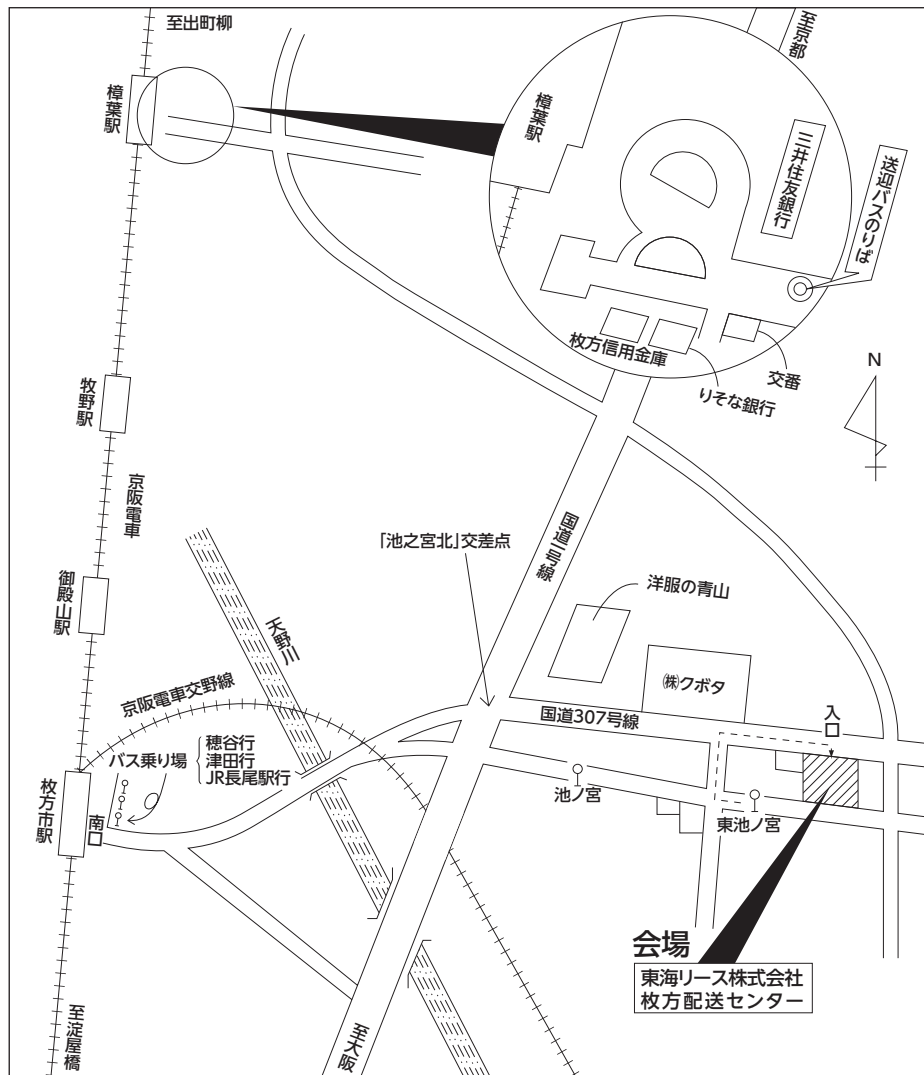 至出町柳
樟葉駅
至京都
樟葉駅
三井住友銀行
送迎バスのりば
枚方信用金庫
りそな銀行
交番
N
牧野駅
京阪電車
「池之宮北」交差点
国道一号線
洋服の青山
御殿山駅
天野川
㈱クボタ
京阪電車交野線
国道307号線
入口
バス乗り場
穂谷行
津田行
JR長尾駅行
池ノ宮
東池ノ宮
枚方市駅
南口
会場
東海リース株式会社
枚方配送センター
至淀屋橋
至大阪